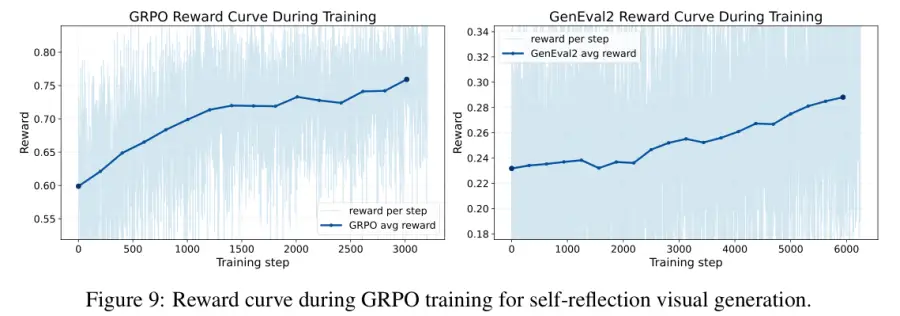 GRPO Reward Curve During Training
Reward
0.80
0.75
0.70
0.65
0.60
0.55
reward per step
GRPO avg reward
0 500 1000 1500 2000 2500 3000
Training step
GenEval2 Reward Curve During Training
Reward
0.34
0.32
0.30
0.28
0.26
0.24
0.22
0.20
0.18
reward per step
GenEval2 avg reward
0 1000 2000 3000 4000 5000 6000
Training step
Figure 9: Reward curve during GRPO training for self-reflection visual generation.